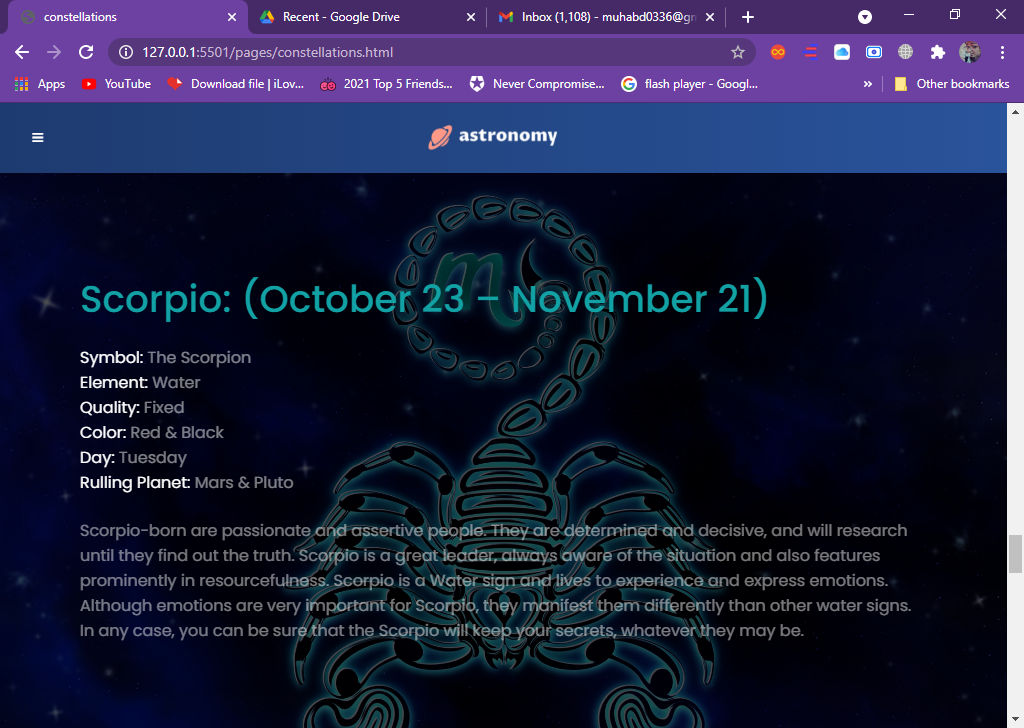 constellations
Recent - Google Drive
Inbox (1,108) - muhabd0336@gn
127.0.0.1:5501/pages/constellations.html
Apps
YouTube
Download file | iLov...
2021 Top 5 Friends...
Never Compromise...
flash player - Googl...
»
Other bookmarks
astronomy
Scorpio: (October 23 – November 21)
Symbol: The Scorpion
Element: Water
Quality: Fixed
Color: Red & Black
Day: Tuesday
Rulling Planet: Mars & Pluto
Scorpio-born are passionate and assertive people. They are determined and decisive, and will research
until they find out the truth. Scorpio is a great leader, always aware of the situation and also features
prominently in resourcefulness. Scorpio is a Water sign and lives to experience and express emotions.
Although emotions are very important for Scorpio, they manifest them differently than other water signs.
In any case, you can be sure that the Scorpio will keep your secrets, whatever they may be.